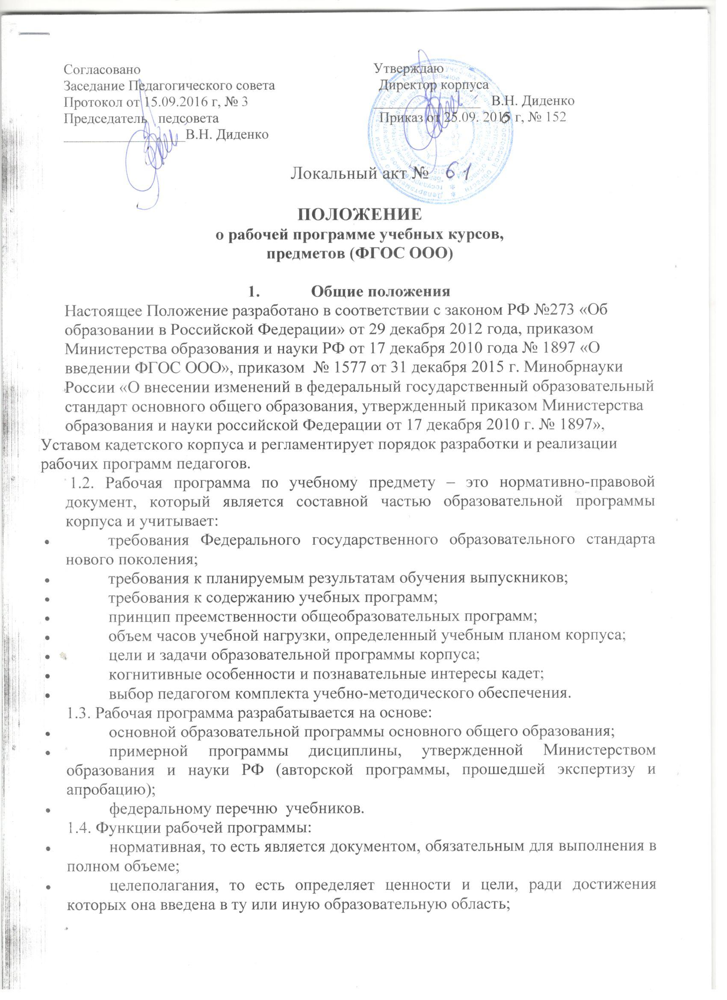 Согласовано
Заседание Педагогического совета
Протокол от 15.09.2016 г, № 3
Председатель педсовета
____________________В.Н. Диденко
Утверждаю
Директор корпуса
________________ В.Н. Диденко
Приказ от 25.09. 2016 г, № 152
Локальный акт № 61
ПОЛОЖЕНИЕ
о рабочей программе учебных курсов,
предметов (ФГОС ООО)
1. Общие положения
Настоящее Положение разработано в соответствии с законом РФ №273 «Об
образовании в Российской Федерации» от 29 декабря 2012 года, приказом
Министерства образования и науки РФ от 17 декабря 2010 года № 1897 «О
введении ФГОС ООО», приказом № 1577 от 31 декабря 2015 г. Минобрнауки
России «О внесении изменений в федеральный государственный образовательный
стандарт основного общего образования, утвержденный приказом Министерства
образования и науки российской Федерации от 17 декабря 2010 г. № 1897»,
Уставом кадетского корпуса и регламентирует порядок разработки и реализации
рабочих программ педагогов.
1.2. Рабочая программа по учебному предмету – это нормативно-правовой
документ, который является составной частью образовательной программы
корпуса и учитывает:
• требования Федерального государственного образовательного стандарта
нового поколения;
• требования к планируемым результатам обучения выпускников;
• требования к содержанию учебных программ;
• принцип преемственности общеобразовательных программ;
• объем часов учебной нагрузки, определенный учебным планом корпуса;
• цели и задачи образовательной программы корпуса;
• когнитивные особенности и познавательные интересы кадет;
• выбор педагогом комплекта учебно-методического обеспечения.
1.3. Рабочая программа разрабатывается на основе:
• основной образовательной программы основного общего образования;
• примерной программы дисциплины, утвержденной Министерством
образования и науки РФ (авторской программы, прошедшей экспертизу и
апробацию);
• федеральному перечню учебников.
1.4. Функции рабочей программы:
• нормативная, то есть является документом, обязательным для выполнения в
полном объеме;
• целеполагания, то есть определяет ценности и цели, ради достижения
которых она введена в ту или иную образовательную область;